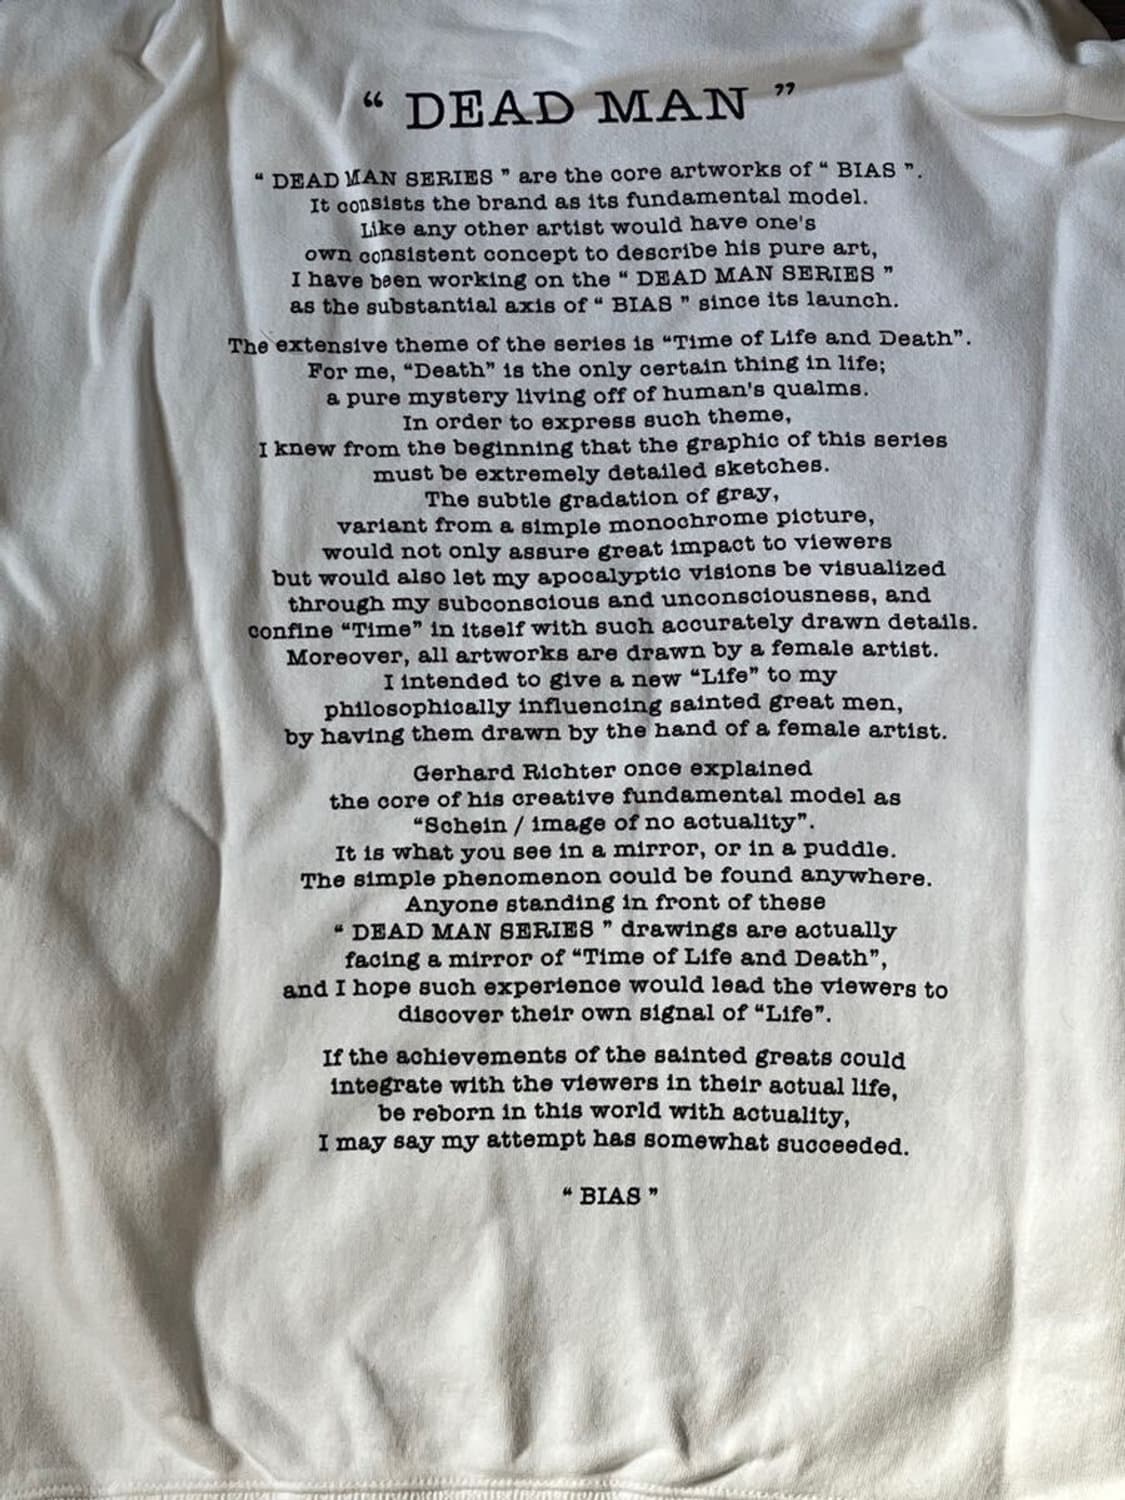 “ DEAD MAN ”
“ DEAD MAN SERIES ” are the core artworks of “ BIAS ”.
It consists the brand as its fundamental model.
Like any other artist would have one's
own consistent concept to describe his pure art,
I have been working on the “ DEAD MAN SERIES ”
as the substantial axis of “ BIAS ” since its launch.
The extensive theme of the series is “Time of Life and Death”.
For me, “Death” is the only certain thing in life;
a pure mystery living off of human's qualms.
In order to express such theme,
I knew from the beginning that the graphic of this series
must be extremely detailed sketches.
The subtle gradation of gray,
variant from a simple monochrome picture,
would not only assure great impact to viewers
but would also let my apocalyptic visions be visualized
through my subconscious and unconsciousness, and
confine “Time” in itself with such accurately drawn details.
Moreover, all artworks are drawn by a female artist.
I intended to give a new “Life” to my
philosophically influencing sainted great men,
by having them drawn by the hand of a female artist.
Gerhard Richter once explained
the core of his creative fundamental model as
“Schein / image of no actuality”.
It is what you see in a mirror, or in a puddle.
The simple phenomenon could be found anywhere.
Anyone standing in front of these
“ DEAD MAN SERIES ” drawings are actually
facing a mirror of “Time of Life and Death”,
and I hope such experience would lead the viewers to
discover their own signal of “Life”.
If the achievements of the sainted greats could
integrate with the viewers in their actual life,
be reborn in this world with actuality,
I may say my attempt has somewhat succeeded.
“ BIAS ”